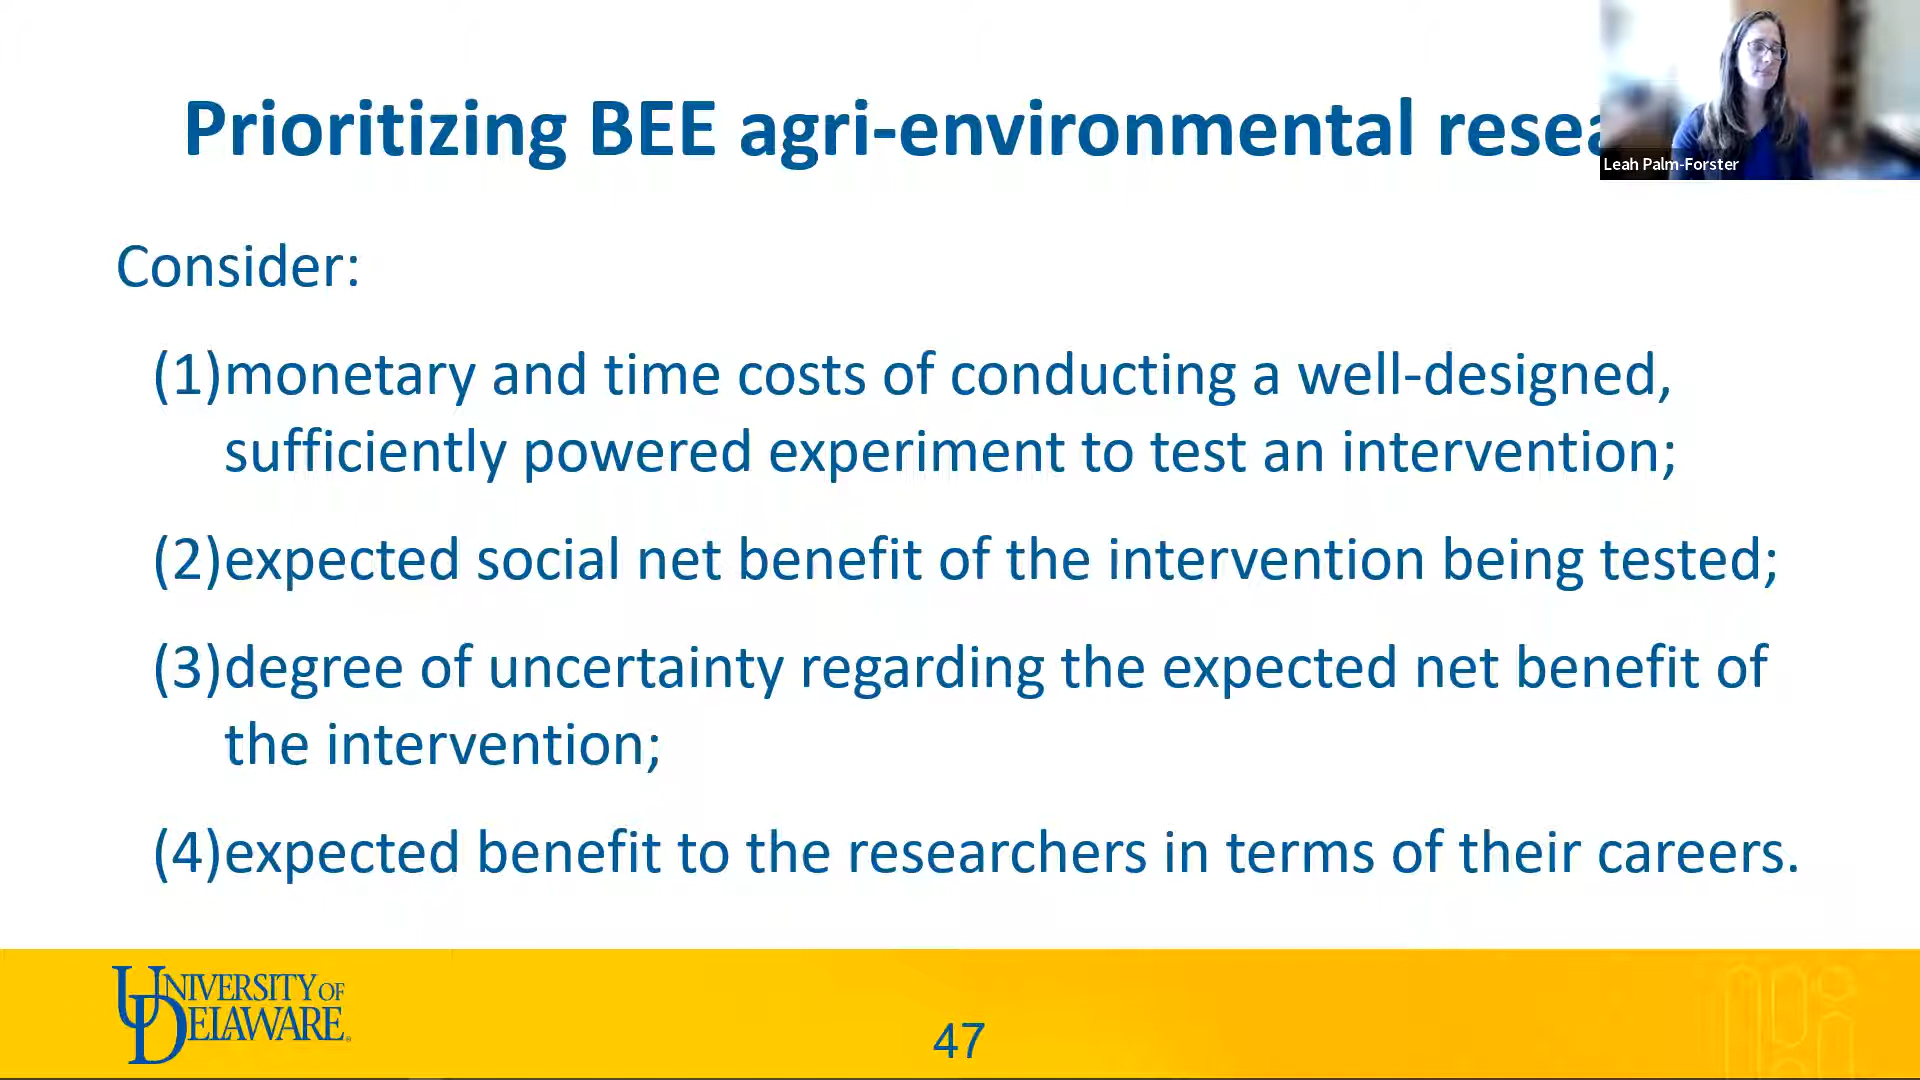 Prioritizing BEE agri-environmental resea
Leah Palm-Forster
Consider:
(1)monetary and time costs of conducting a well-designed,
sufficiently powered experiment to test an intervention;
(2)expected social net benefit of the intervention being tested;
(3)degree of uncertainty regarding the expected net benefit of
the intervention;
(4)expected benefit to the researchers in terms of their careers.
UNIVERSITY OF
DELAWARE
47